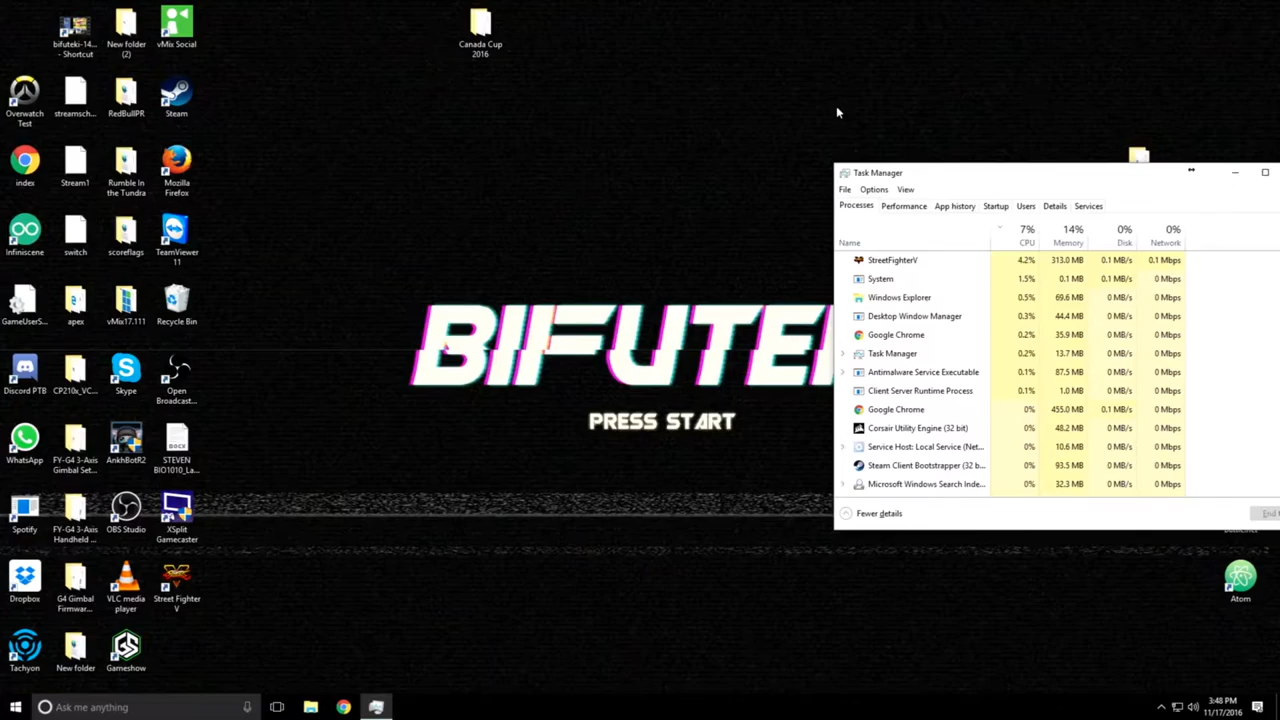 bifuteki-14...
- Shortcut
New folder
(2)
vMix Social
Canada Cup
2016
Overwatch
Test
streamsch...
RedBullPR
Steam
index
Stream1
Rumble In
the Tundra
Mozilla
Firefox
Infiniscene
switch
scoreflags
TeamViewer
11
GameUserS...
apex
vMix17.111
Recycle Bin
Discord PTB
CP210x_VC...
Skype
Open
Broadcast...
WhatsApp
FY-G4 3-Axis
Gimbal Set...
AnkhBotR2
STEVEN
BIO1010_La...
Spotify
FY-G4 3-Axis
Handheld ...
OBS Studio
XSplit
Gamecaster
Dropbox
G4 Gimbal
Firmwar...
VLC media
player
Street Fighter
V
Tachyon
New folder
Gameshow
BIFUTE
PRESS START
Task Manager
File Options View
Processes Performance App history Startup Users Details Services
7% 14% 0% 0%
Name CPU Memory Disk Network
StreetFighterV 4.2% 313.0 MB 0.1 MB/s 0.1 Mbps
System 1.5% 0.1 MB 0.1 MB/s 0 Mbps
Windows Explorer 0.5% 69.6 MB 0 MB/s 0 Mbps
Desktop Window Manager 0.3% 44.4 MB 0 MB/s 0 Mbps
Google Chrome 0.2% 35.9 MB 0 MB/s 0 Mbps
Task Manager 0.2% 13.7 MB 0 MB/s 0 Mbps
Antimalware Service Executable 0.1% 87.5 MB 0 MB/s 0 Mbps
Client Server Runtime Process 0.1% 1.0 MB 0 MB/s 0 Mbps
Google Chrome 0% 455.0 MB 0.1 MB/s 0 Mbps
Corsair Utility Engine (32 bit) 0% 48.2 MB 0 MB/s 0 Mbps
Service Host: Local Service (Net... 0% 10.6 MB 0 MB/s 0 Mbps
Steam Client Bootstrapper (32 b... 0% 93.5 MB 0 MB/s 0 Mbps
Microsoft Windows Search Inde... 0% 32.3 MB 0 MB/s 0 Mbps
Fewer details
End t
Atom
Ask me anything
3:48 PM
11/17/2016